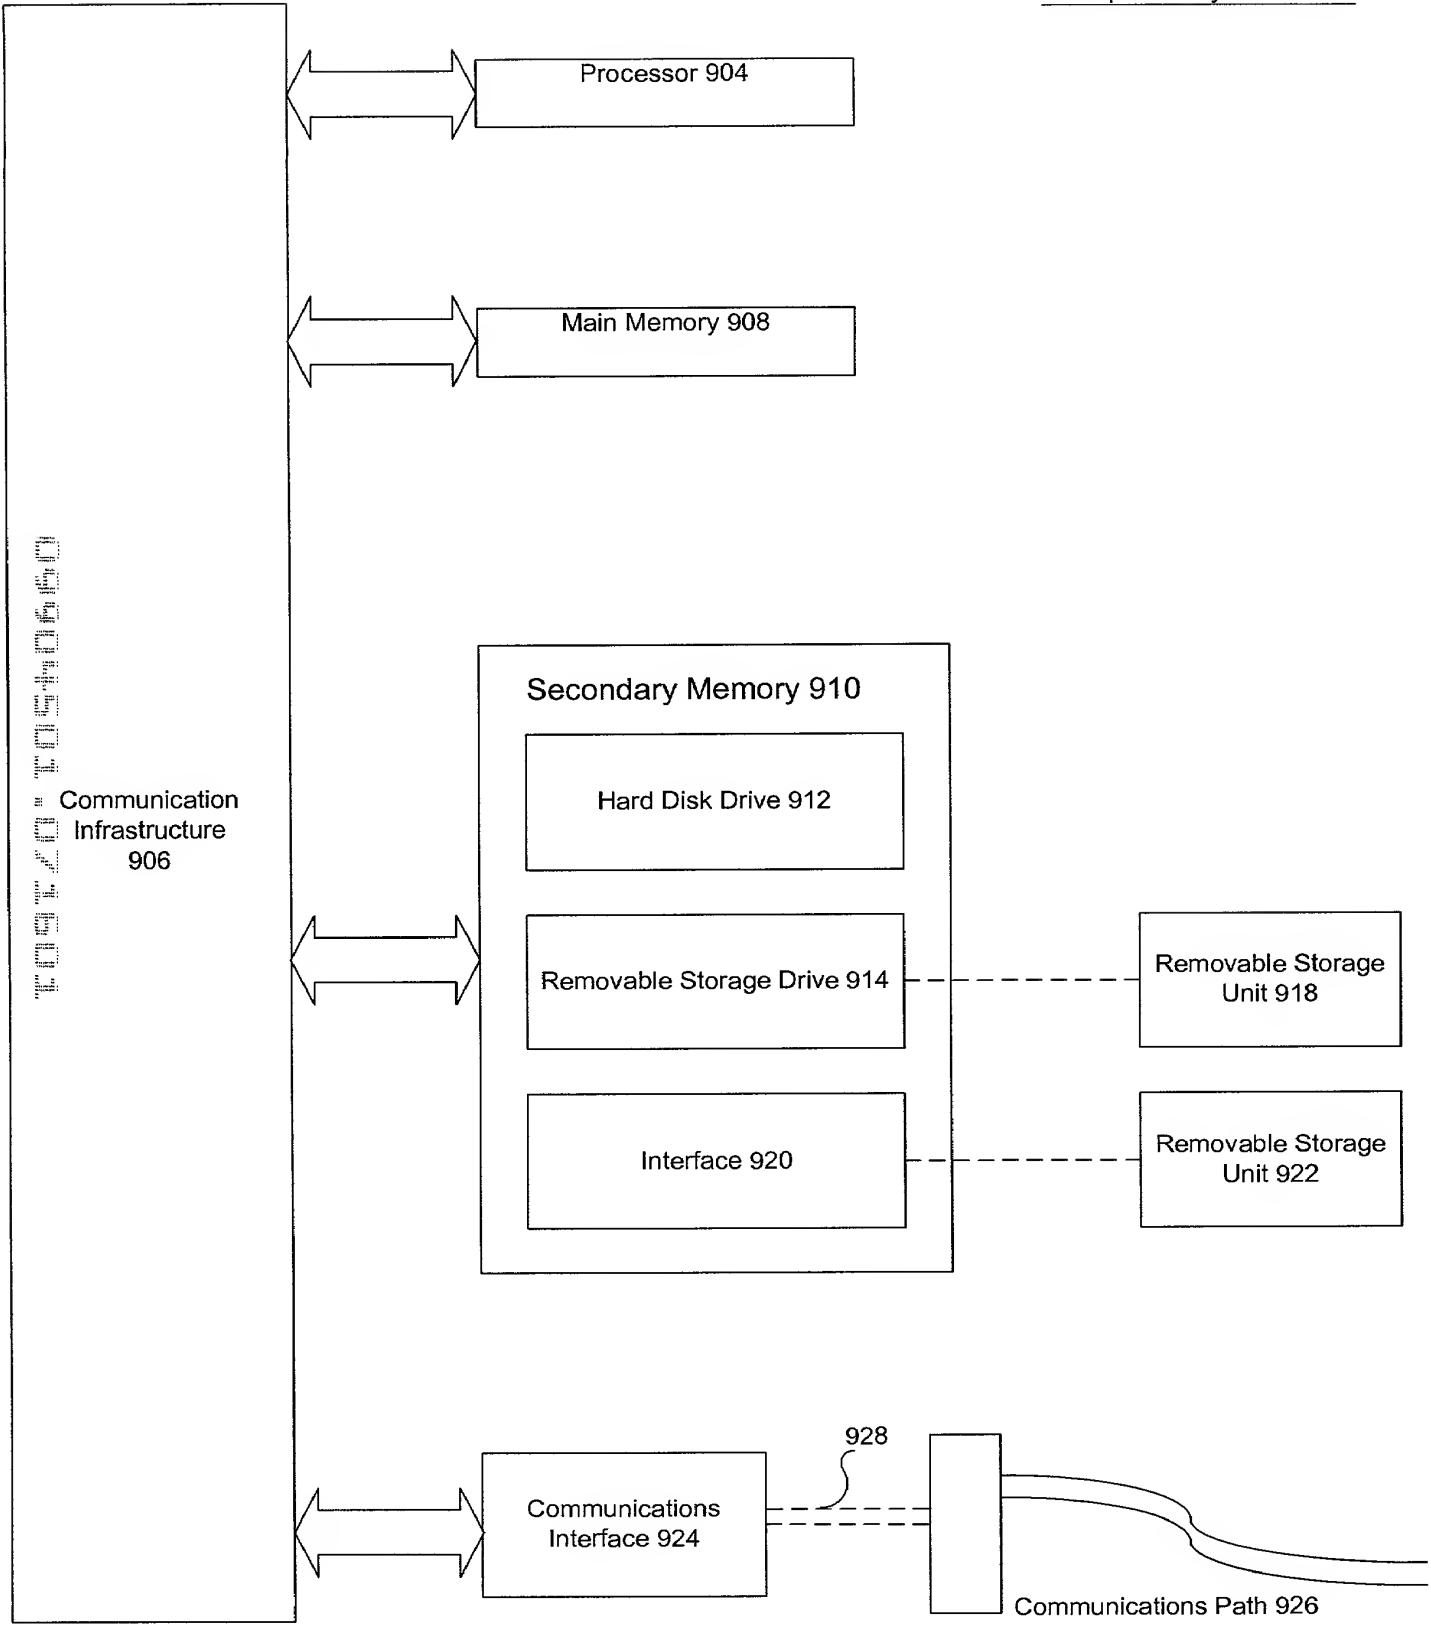 Processor 904
Main Memory 908
Secondary Memory 910
Hard Disk Drive 912
Communication
Infrastructure
906
Removable Storage Drive 914
Removable Storage
Unit 918
Interface 920
Removable Storage
Unit 922
928
Communications
Interface 924
Communications Path 926